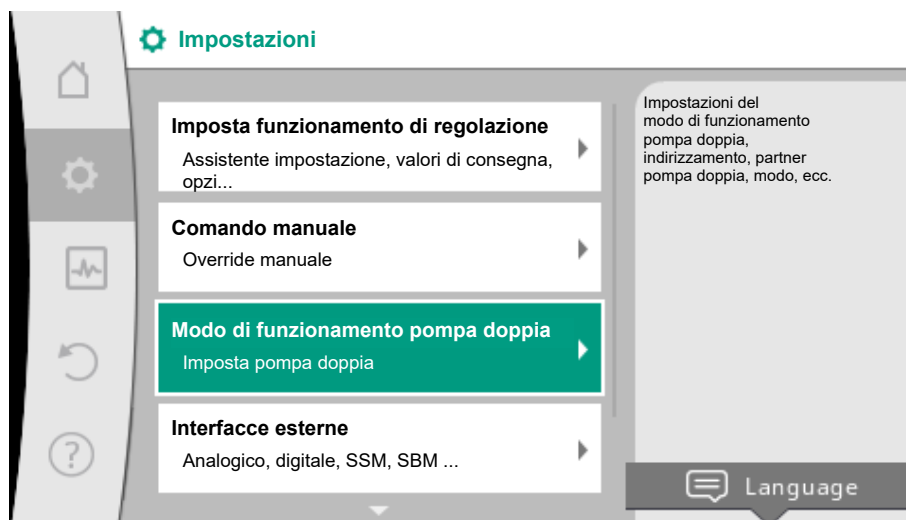 Impostazioni
Imposta funzionamento di regolazione
Assistente impostazione, valori di consegna,
opzi...
Comando manuale
Override manuale
Modo di funzionamento pompa doppia
Imposta pompa doppia
Interfacce esterne
Analogico, digitale, SSM, SBM ...
Impostazioni del
modo di funzionamento
pompa doppia,
indirizzamento, partner
pompa doppia, modo, ecc.
Language